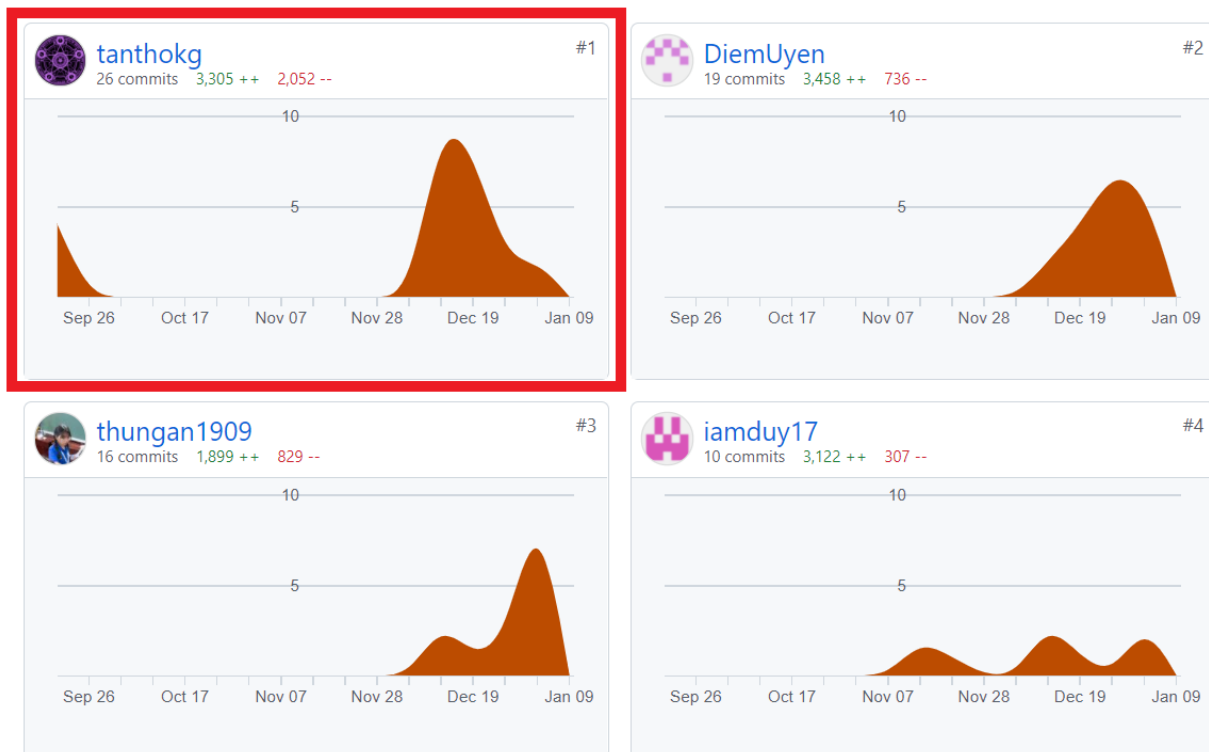 tanthokg
#1
26 commits 3,305 ++ 2,052 --
10
5
Sep 26 Oct 17 Nov 07 Nov 28 Dec 19 Jan 09
DiemUyen
#2
19 commits 3,458 ++ 736 --
10
5
Sep 26 Oct 17 Nov 07 Nov 28 Dec 19 Jan 09
thungan1909
#3
16 commits 1,899 ++ 829 --
10
5
Sep 26 Oct 17 Nov 07 Nov 28 Dec 19 Jan 09
iamduy17
#4
10 commits 3,122 ++ 307 --
10
5
Sep 26 Oct 17 Nov 07 Nov 28 Dec 19 Jan 09